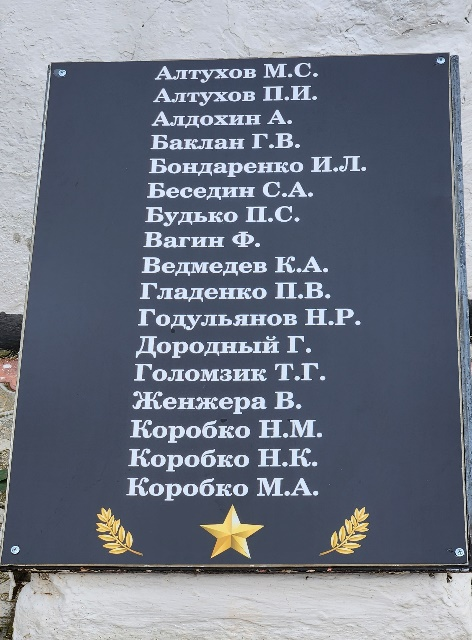 Алтухов М.С.
Алтухов П.И.
Алдохин А.
Баклан Г.В.
Бондаренко И.Л.
Беседин С.А.
Будько П.С.
Вагин Ф.
Ведмедев К.А.
Гладенко П.В.
Годульянов Н.Р.
Дородный Г.
Голомзик Т.Г.
Женжера В.
Коробко Н.М.
Коробко Н.К.
Коробко М.А.